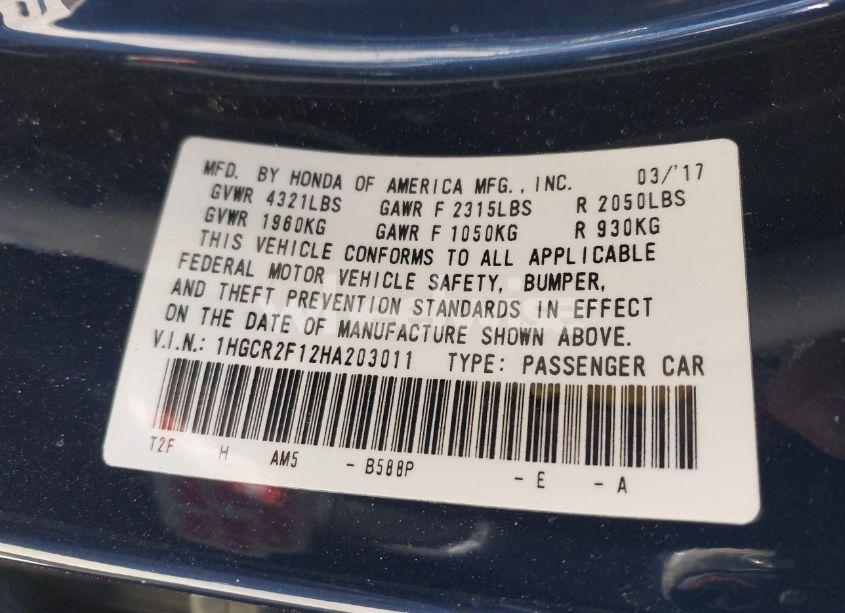 MFD. BY HONDA OF AMERICA MFG., INC. 03/'17
GVWR 4321LBS GAWR F 2315LBS R 2050LBS
GVWR 1960KG GAWR F 1050KG R 930KG
THIS VEHICLE CONFORMS TO ALL APPLICABLE
FEDERAL MOTOR VEHICLE SAFETY, BUMPER,
AND THEFT PREVENTION STANDARDS IN EFFECT
ON THE DATE OF MANUFACTURE SHOWN ABOVE.
V.I.N.: 1HGCR2F12HA203011 TYPE: PASSENGER CAR
T2F H AM5 - B588P - E - A